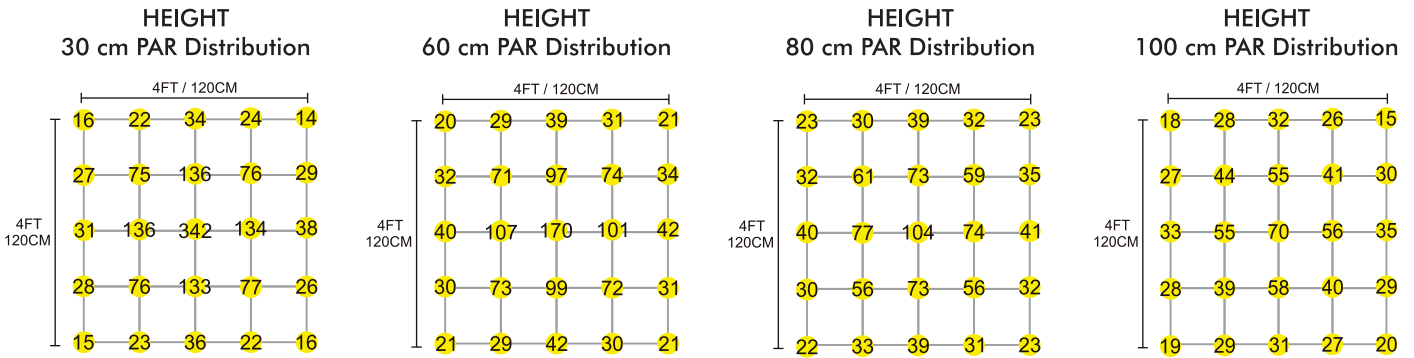 HEIGHT
30 cm PAR Distribution
4FT / 120CM
4FT
120CM
16 22 34 24 14
27 75 136 76 29
31 136 342 134 38
28 76 133 77 26
15 23 36 22 16
HEIGHT
60 cm PAR Distribution
4FT / 120CM
4FT
120CM
20 29 39 31 21
32 71 97 74 34
40 107 170 101 42
30 73 99 72 31
21 29 42 30 21
HEIGHT
80 cm PAR Distribution
4FT / 120CM
4FT
120CM
23 30 39 32 23
32 61 73 59 35
40 77 104 74 41
30 56 73 56 32
22 33 39 31 23
HEIGHT
100 cm PAR Distribution
4FT / 120CM
4FT
120CM
18 28 32 26 15
27 44 55 41 30
33 55 70 56 35
28 39 58 40 29
19 29 31 27 20